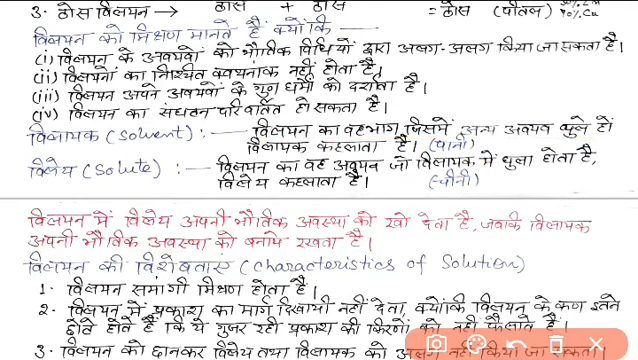 3. ठोस विलयन → ठोस + ठोस = ठोस (पीतल) 30% Zn
70% Cu
विलयन को मिश्रण मानते हैं क्योंकि —
(i) विलयन के अवयवों को भौतिक विधियों द्वारा अलग-अलग किया जा सकता है।
(ii) विलयनों का निश्चित क्वथनांक नहीं होता है।
(iii) विलयन अपने अवयवों के गुण धर्मों को दर्शाता है।
(iv) विलयन का संघटन परिवर्तित हो सकता है।
विलायक (Solvent) : — विलयन का वह भाग, जिसमें अन्य अवयव घुले हों
विलायक कहलाता है। (पानी)
विलेय (Solute) : — विलयन का वह अवयव जो विलायक में घुला होता है,
विलेय कहलाता है। (चीनी)
विलयन में विलेय अपनी भौतिक अवस्था को खो देता है, जबकि विलायक
अपनी भौतिक अवस्था को बनाये रखता है।
विलयन की विशेषताएं (Characteristics of Solution)
1. विलयन समांगी मिश्रण होता है।
2. विलयन में प्रकाश का मार्ग दिखायी नहीं देता, क्योंकि विलयन के कण इतने
छोटे होते हैं कि ये गुजर रही प्रकाश की किरणों को नहीं फैलाते हैं।
3. विलयन को छानकर विलेय तथा विलायक को अलग नहीं किया जा सकता।